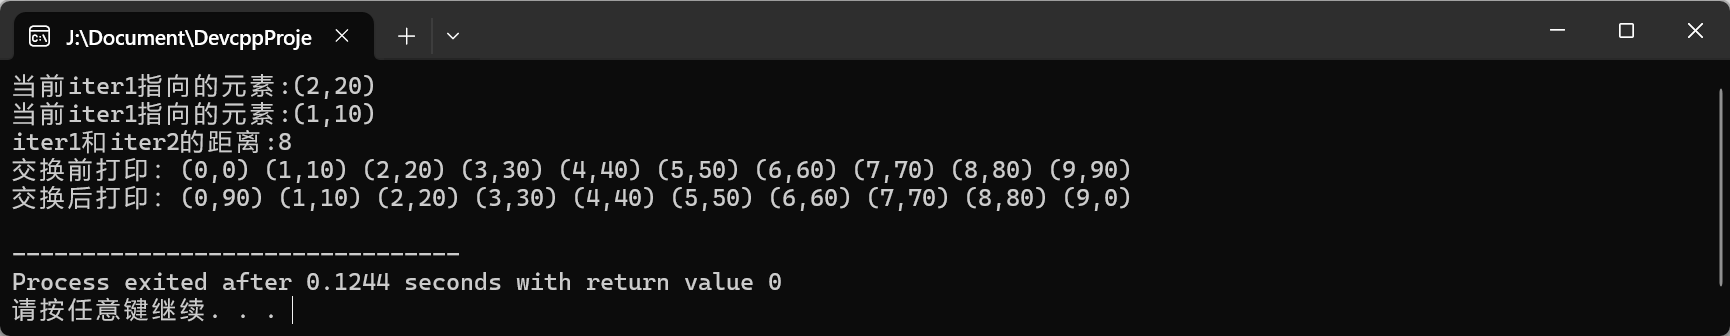 J:\Document\DevcppProje
当前iter1指向的元素:(2,20)
当前iter1指向的元素:(1,10)
iter1和iter2的距离:8
交换前打印: (0,0) (1,10) (2,20) (3,30) (4,40) (5,50) (6,60) (7,70) (8,80) (9,90)
交换后打印: (0,90) (1,10) (2,20) (3,30) (4,40) (5,50) (6,60) (7,70) (8,80) (9,0)
--------------------------------
Process exited after 0.1244 seconds with return value 0
请按任意键继续. . .